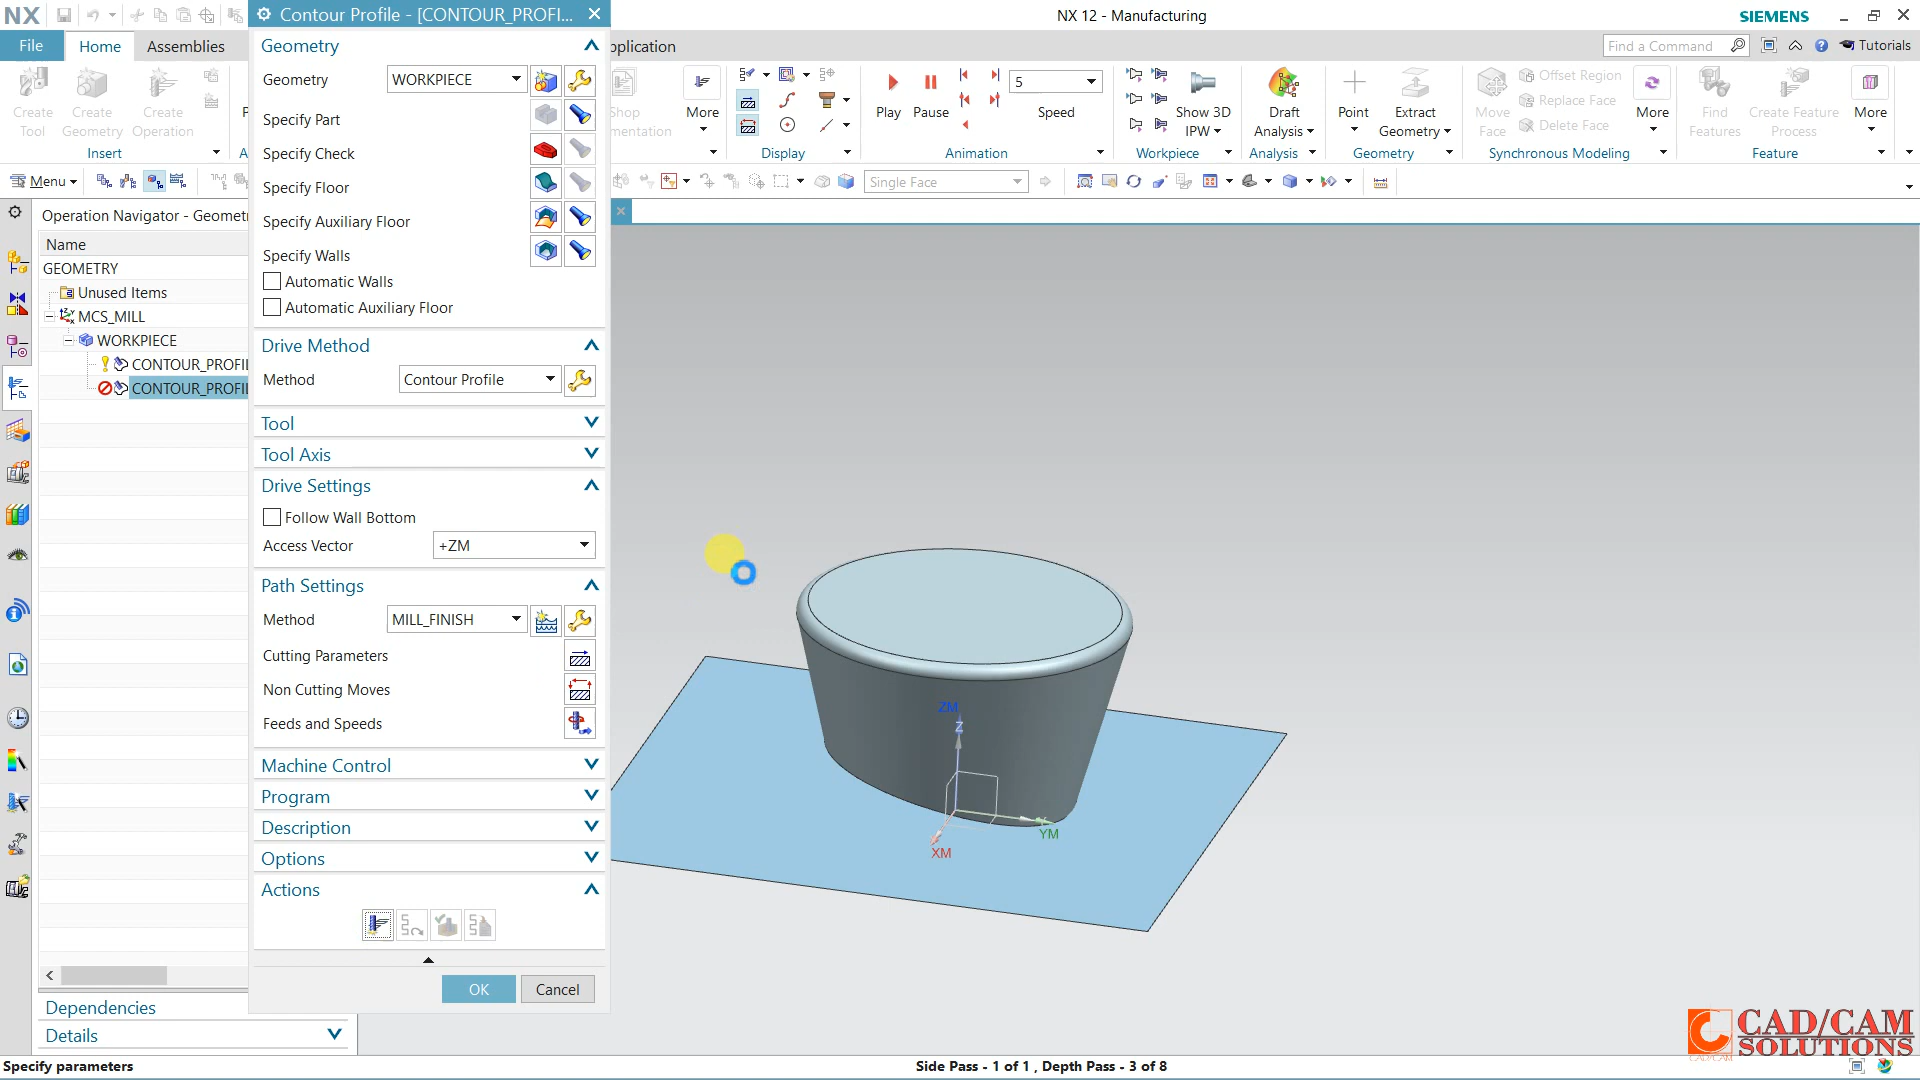 NX
Contour Profile - [CONTOUR_PROFI...
NX 12 - Manufacturing
SIEMENS
File
Home
Assemblies
pplication
Find a Command
Tutorials
Create Tool
Create Geometry
Create Operation
Insert
Shop
mentation
More
Play
Pause
5
Speed
Show 3D IPW
Draft Analysis
Point
Extract Geometry
Move Face
Offset Region
Replace Face
Delete Face
More
Find Features
Create Feature Process
More
Display
Animation
Workpiece
Analysis
Geometry
Synchronous Modeling
Feature
Menu
Single Face
Operation Navigator - Geomet
Name
GEOMETRY
Unused Items
MCS_MILL
WORKPIECE
CONTOUR_PROFI
CONTOUR_PROFI
Dependencies
Details
Geometry
Geometry
WORKPIECE
Specify Part
Specify Check
Specify Floor
Specify Auxiliary Floor
Specify Walls
Automatic Walls
Automatic Auxiliary Floor
Drive Method
Method
Contour Profile
Tool
Tool Axis
Drive Settings
Follow Wall Bottom
Access Vector
+ZM
Path Settings
Method
MILL_FINISH
Cutting Parameters
Non Cutting Moves
Feeds and Speeds
Machine Control
Program
Description
Options
Actions
OK
Cancel
ZM
Z
YM
XM
CAD/CAM
SOLUTIONS
Specify parameters
Side Pass - 1 of 1 , Depth Pass - 3 of 8